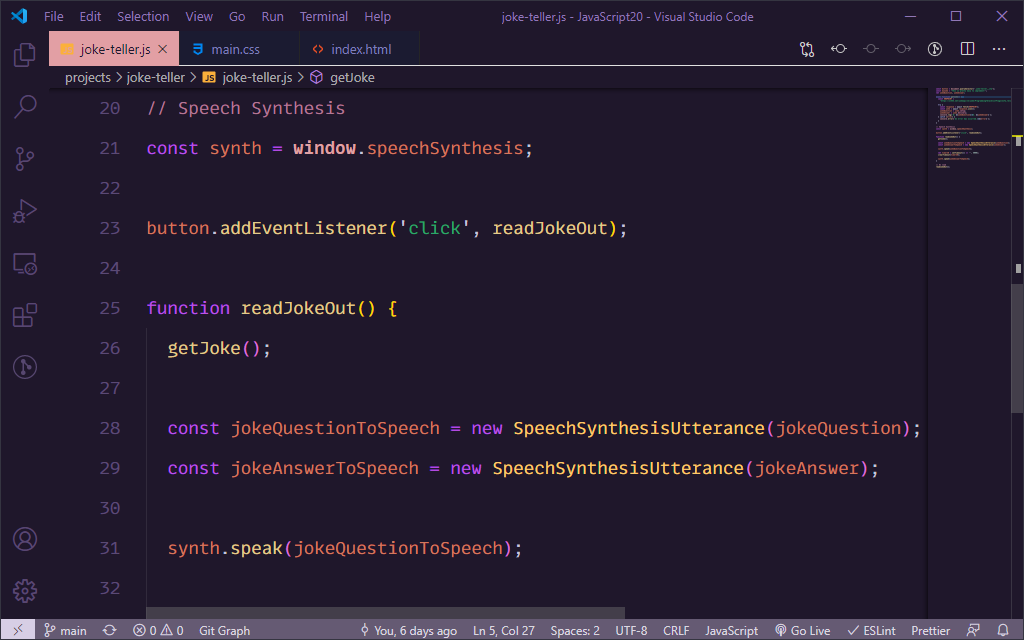 File Edit Selection View Go Run Terminal Help joke-teller.js - JavaScript20 - Visual Studio Code
JS joke-teller.js main.css index.html
projects > joke-teller > JS joke-teller.js > getJoke
20 // Speech Synthesis
21 const synth = window.speechSynthesis;
22
23 button.addEventListener('click', readJokeOut);
24
25 function readJokeOut() {
26 getJoke();
27
28 const jokeQuestionToSpeech = new SpeechSynthesisUtterance(jokeQuestion);
29 const jokeAnswerToSpeech = new SpeechSynthesisUtterance(jokeAnswer);
30
31 synth.speak(jokeQuestionToSpeech);
32
main 0 0 Git Graph You, 6 days ago Ln 5, Col 27 Spaces: 2 UTF-8 CRLF JavaScript Go Live ESLint Prettier